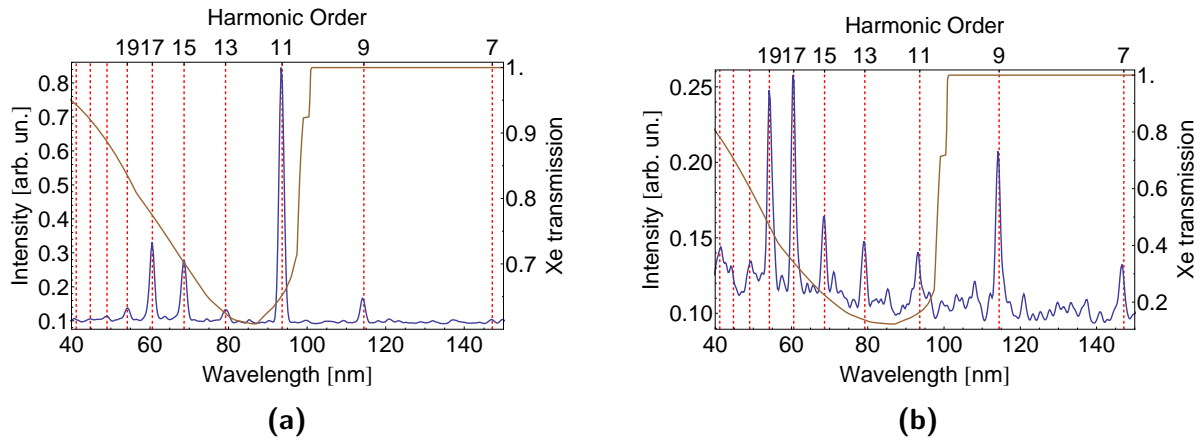 Harmonic Order
1917 15 13 11 9 7
Intensity [arb. un.]
0.8
0.7
0.6
0.5
0.4
0.3
0.2
0.1
1.
0.9
0.8
0.7
Xe transmission
40 60 80 100 120 140
Wavelength [nm]
(a)
Harmonic Order
1917 15 13 11 9 7
Intensity [arb. un.]
0.25
0.20
0.15
0.10
1.
0.8
0.6
0.4
0.2
Xe transmission
40 60 80 100 120 140
Wavelength [nm]
(b)